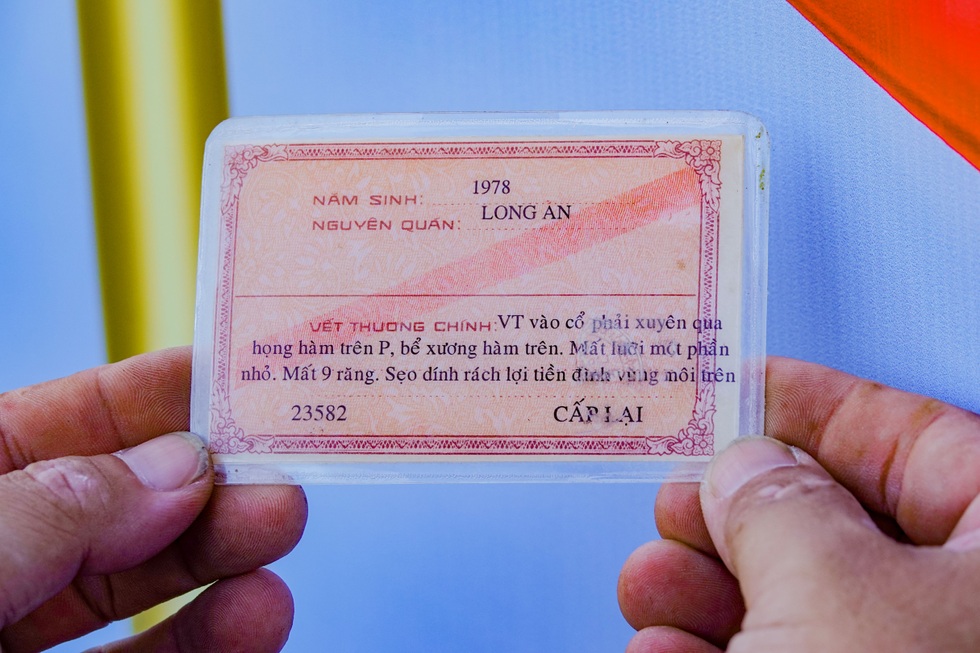 NĂM SINH: 1978
NGUYÊN QUÁN: LONG AN
VẾT THƯƠNG CHÍNH: VT vào cổ phải xuyên qua
họng hàm trên P, bể xương hàm trên. Mất lưỡi một phần
nhỏ. Mất 9 răng. Sẹo dính rách lợi tiền đình vùng môi trên
23582 CẤP LẠI